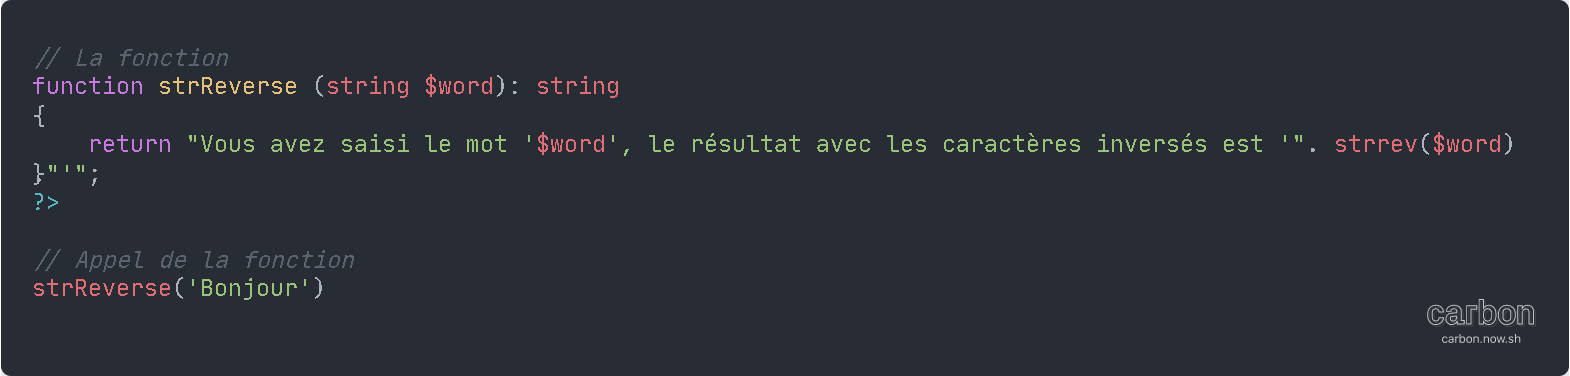 // La fonction
function strReverse (string $word): string
{
    return "Vous avez saisi le mot '$word', le résultat avec les caractères inversés est '". strrev($word)
}"'";
?>
// Appel de la fonction
strReverse('Bonjour')
carbon
carbon.now.sh